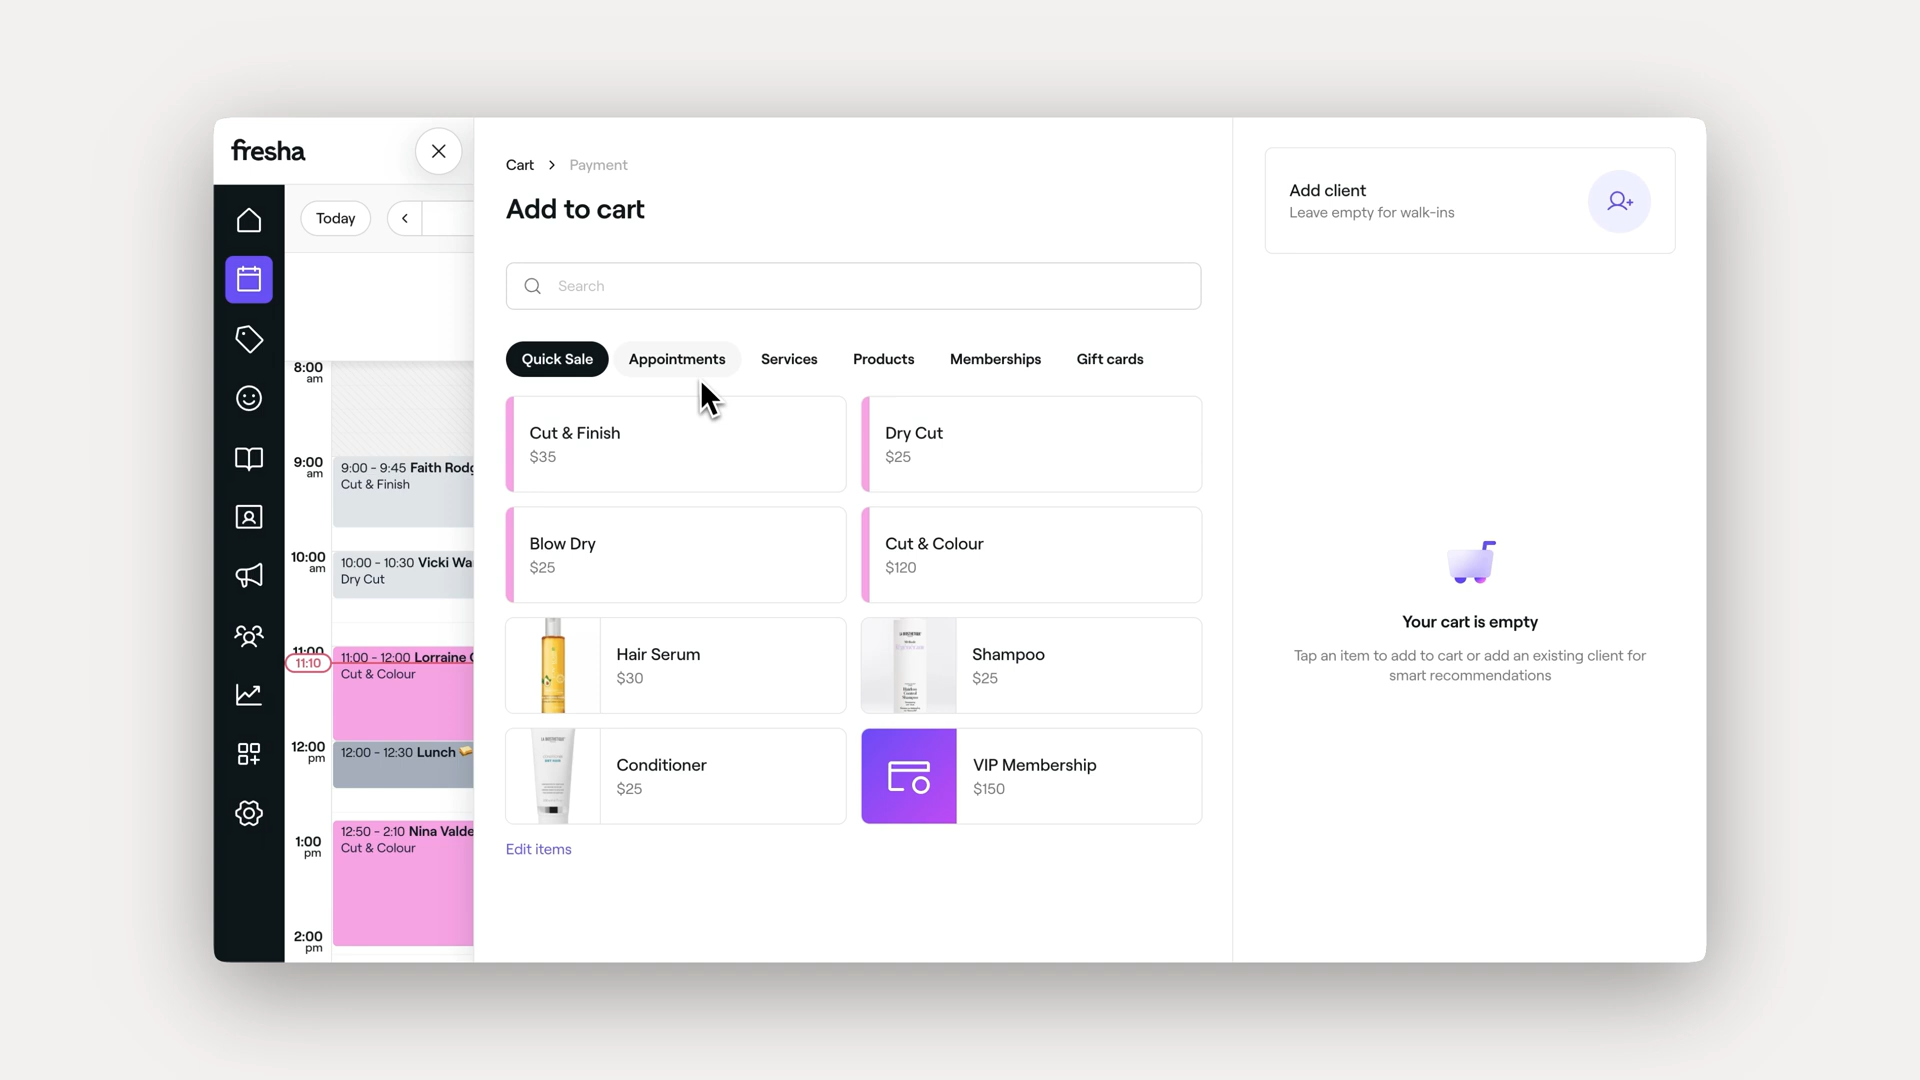 fresha
Today
8:00
am
9:00
am
9:00 - 9:45 Faith Rodg
Cut & Finish
10:00
am
10:00 - 10:30 Vicki Wa
Dry Cut
11:00
11:10
11:00 - 12:00 Lorraine
Cut & Colour
12:00
pm
12:00 - 12:30 Lunch
1:00
pm
12:50 - 2:10 Nina Valde
Cut & Colour
2:00
pm
Cart
Payment
Add to cart
Search
Quick Sale
Appointments
Services
Products
Memberships
Gift cards
Cut & Finish
$35
Dry Cut
$25
Blow Dry
$25
Cut & Colour
$120
Hair Serum
$30
Shampoo
$25
Conditioner
$25
VIP Membership
$150
Edit items
Add client
Leave empty for walk-ins
Your cart is empty
Tap an item to add to cart or add an existing client for
smart recommendations